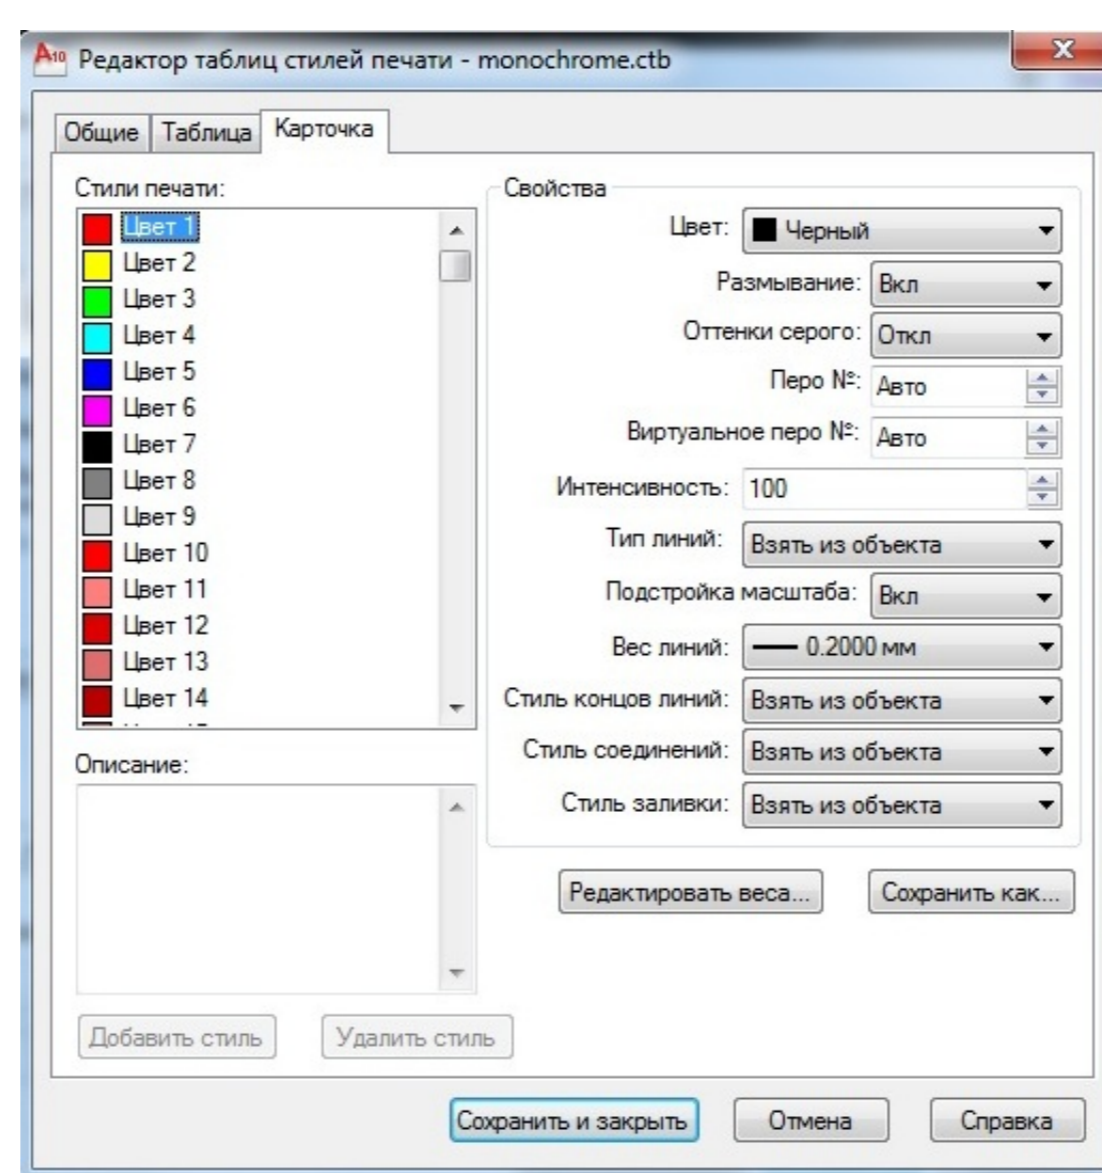 A10 Редактор таблиц стилей печати - monochrome.ctb
X
Общие Таблица Карточка
Стили печати:
Цвет 1
Цвет 2
Цвет 3
Цвет 4
Цвет 5
Цвет 6
Цвет 7
Цвет 8
Цвет 9
Цвет 10
Цвет 11
Цвет 12
Цвет 13
Цвет 14
Описание:
Добавить стиль Удалить стиль
Свойства
Цвет: Черный
Размывание: Вкл
Оттенки серого: Откл
Перо №: Авто
Виртуальное перо №: Авто
Интенсивность: 100
Тип линий: Взять из объекта
Подстройка масштаба: Вкл
Вес линий: 0.2000 мм
Стиль концов линий: Взять из объекта
Стиль соединений: Взять из объекта
Стиль заливки: Взять из объекта
Редактировать веса... Сохранить как...
Сохранить и закрыть Отмена Справка